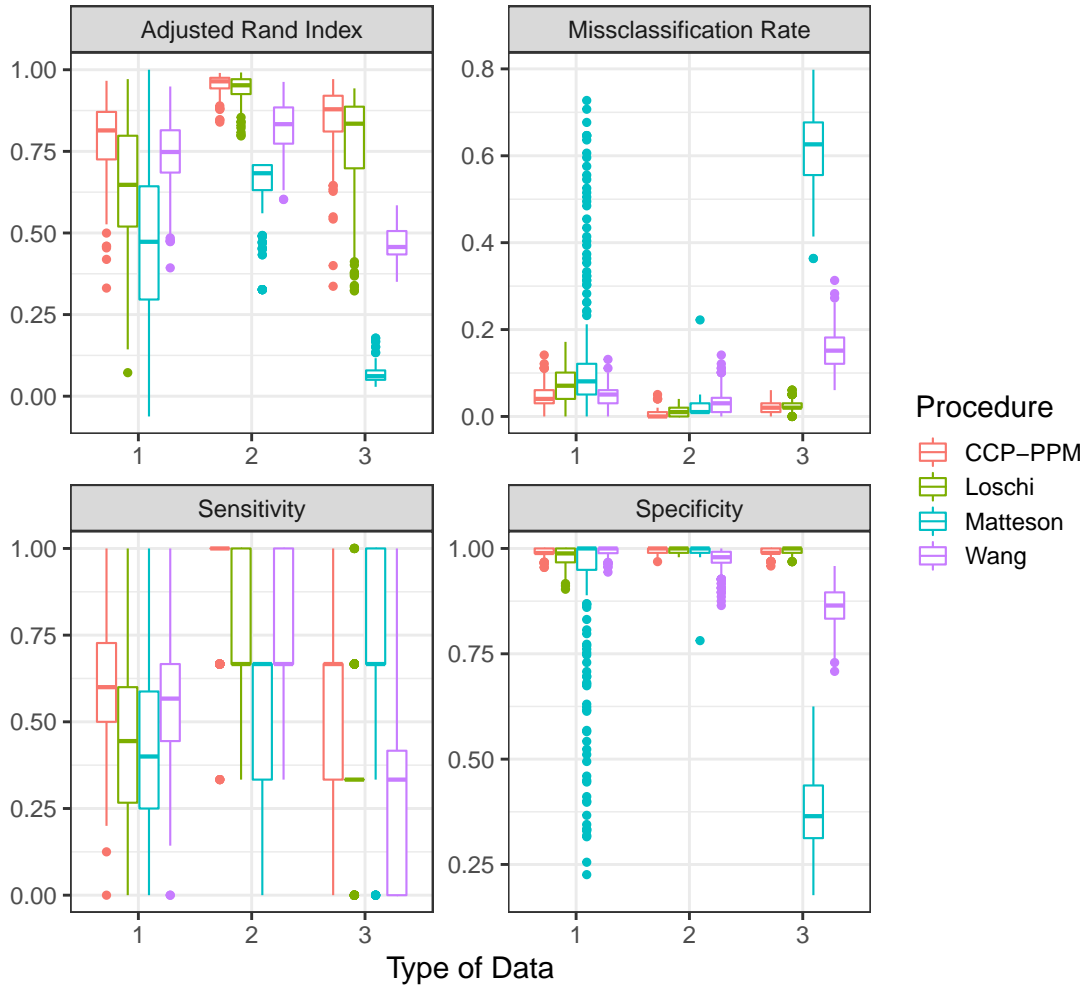 Adjusted Rand Index
Missclassification Rate
1.00
0.75
0.50
0.25
0.00
0.8
0.6
0.4
0.2
0.0
1 2 3
1 2 3
Sensitivity
Specificity
1.00
0.75
0.50
0.25
0.00
1.00
0.75
0.50
0.25
1 2 3
1 2 3
Type of Data
Procedure
CCP−PPM
Loschi
Matteson
Wang